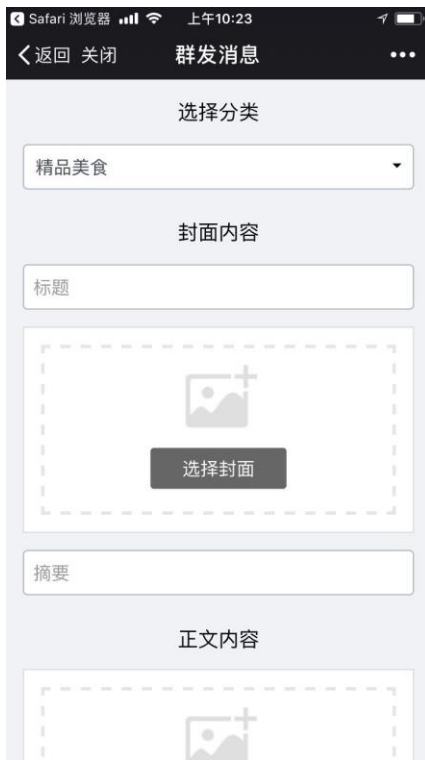 Safari 浏览器 上午10:23
返回 关闭 群发消息
选择分类
精品美食
封面内容
标题
选择封面
摘要
正文内容